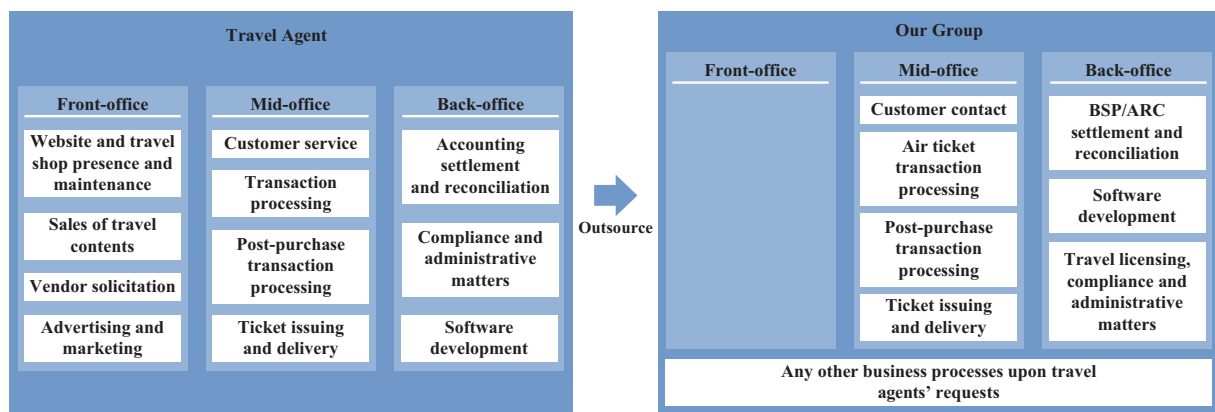 Travel Agent
Front-office
Website and travel
shop presence and
maintenance
Sales of travel
contents
Vendor solicitation
Advertising and
marketing
Mid-office
Customer service
Transaction
processing
Post-purchase
transaction
processing
Ticket issuing
and delivery
Back-office
Accounting
settlement
and reconciliation
Compliance and
administrative
matters
Software
development
Outsource
Our Group
Front-office
Mid-office
Customer contact
Air ticket
transaction
processing
Post-purchase
transaction
processing
Ticket issuing
and delivery
Back-office
BSP/ARC
settlement and
reconciliation
Software
development
Travel licensing,
compliance and
administrative
matters
Any other business processes upon travel
agents’ requests